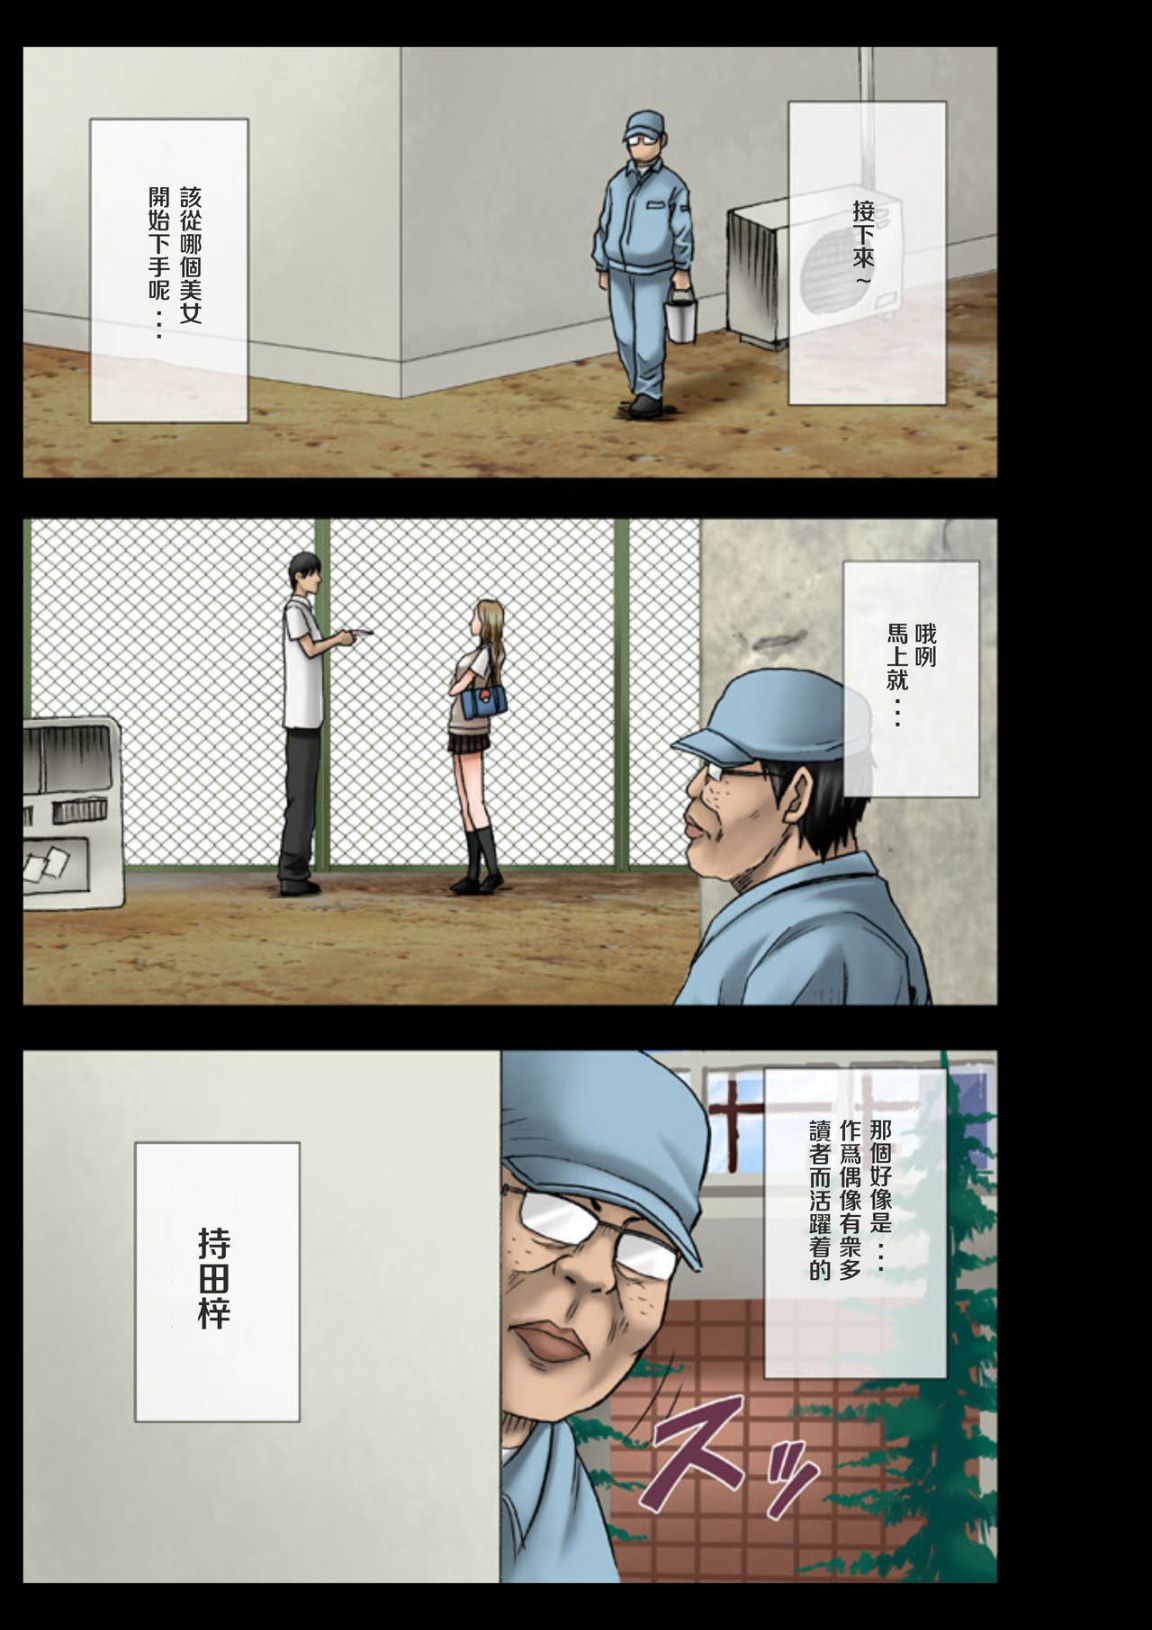 接下來~
該從哪個美女
開始下手呢…
哦咧
馬上就…
那個好像是…
作爲偶像有衆多
讀者而活躍着的
持田梓
スッ